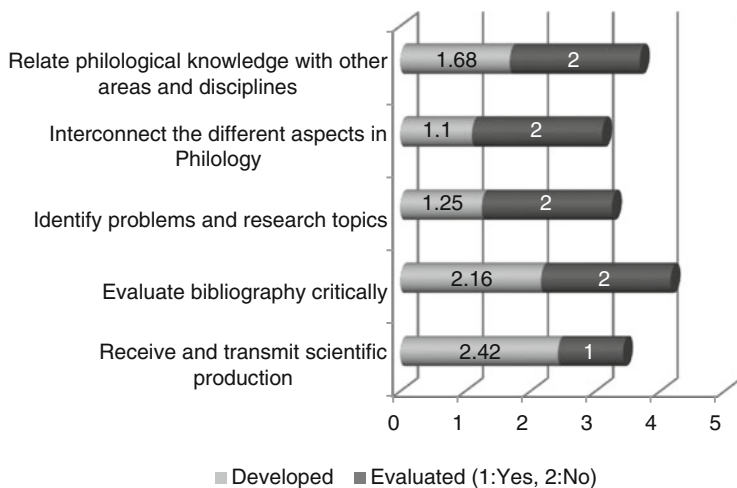 Relate philological knowledge with other
areas and disciplines
1.68 2
Interconnect the different aspects in
Philology
1.1 2
Identify problems and research topics
1.25 2
Evaluate bibliography critically
2.16 2
Receive and transmit scientific
production
2.42 1
0 1 2 3 4 5
Developed Evaluated (1:Yes, 2:No)